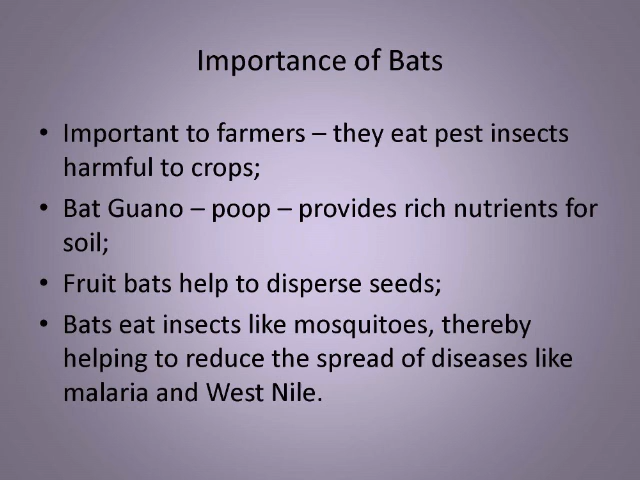 Importance of Bats
• Important to farmers – they eat pest insects
harmful to crops;
• Bat Guano – poop – provides rich nutrients for
soil;
• Fruit bats help to disperse seeds;
• Bats eat insects like mosquitoes, thereby
helping to reduce the spread of diseases like
malaria and West Nile.